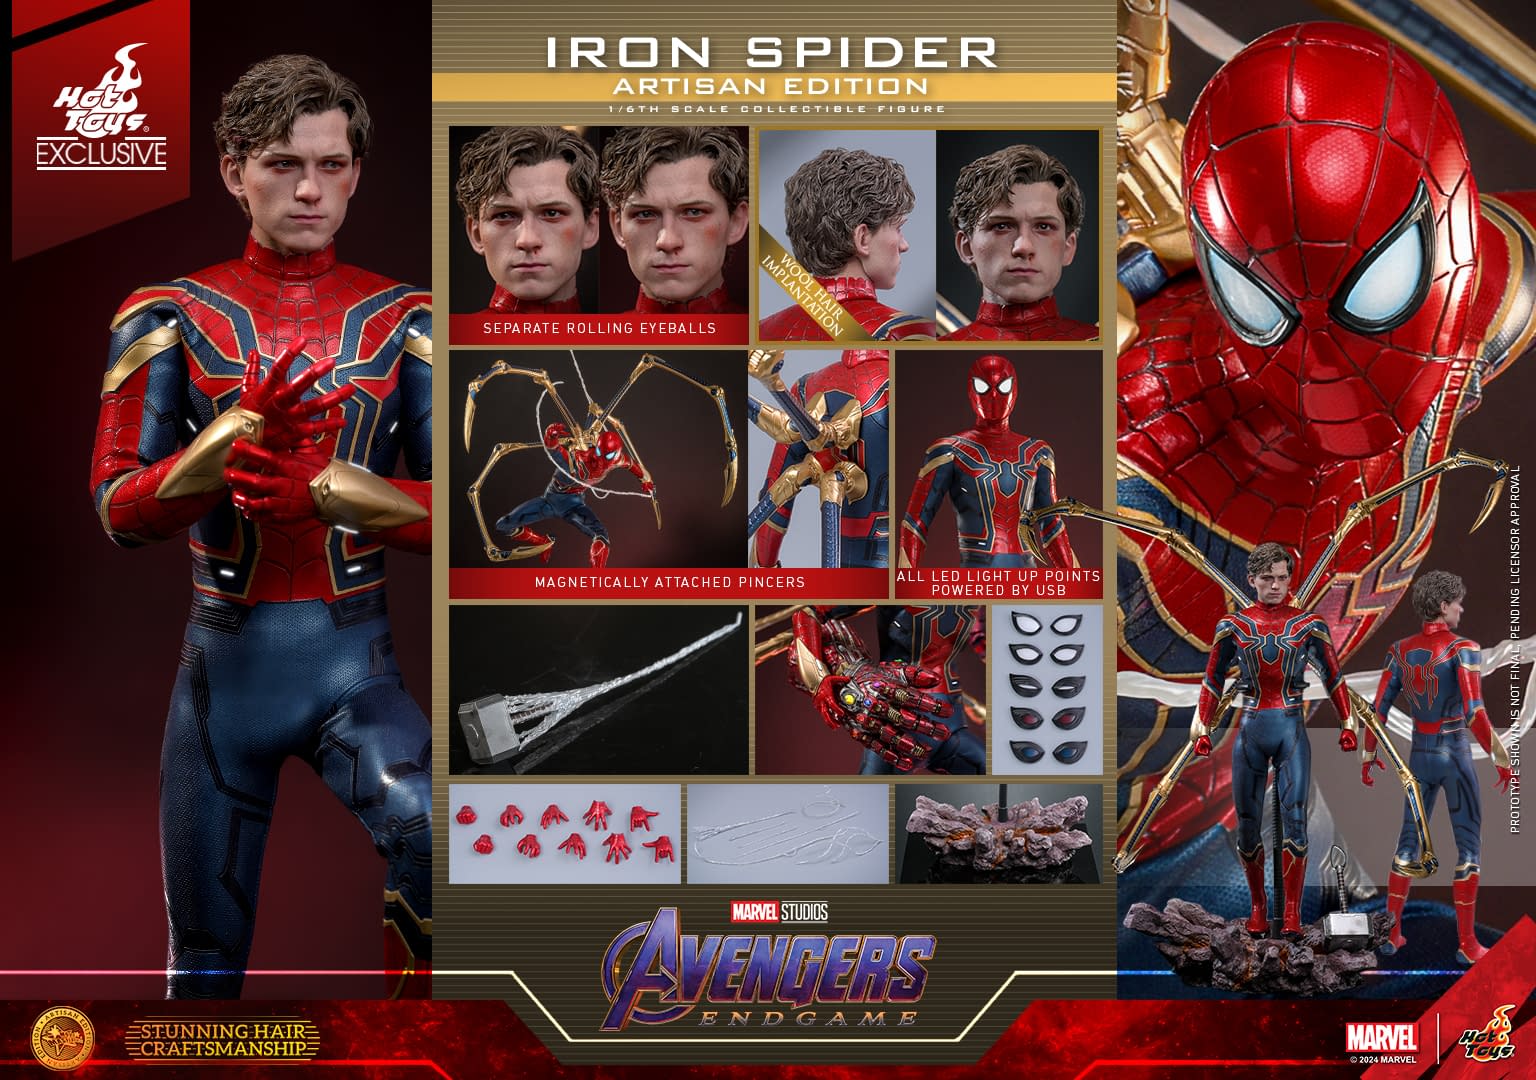 Hot
Toys®
EXCLUSIVE
IRON SPIDER
ARTISAN EDITION
1/6TH SCALE COLLECTIBLE FIGURE
SEPARATE ROLLING EYEBALLS
WOOL HAIR
IMPLANTATION
MAGNETICALLY ATTACHED PINCERS
ALL LED LIGHT UP POINTS
POWERED BY USB
PROTOTYPE SHOWN IS NOT FINAL, PENDING LICENSOR APPROVAL
MARVEL STUDIOS
AVENGERS
ENDGAME
ARTISAN EDITION
STUNNING HAIR
CRAFTSMANSHIP
MARVEL
© 2024 MARVEL
Hot
Toys